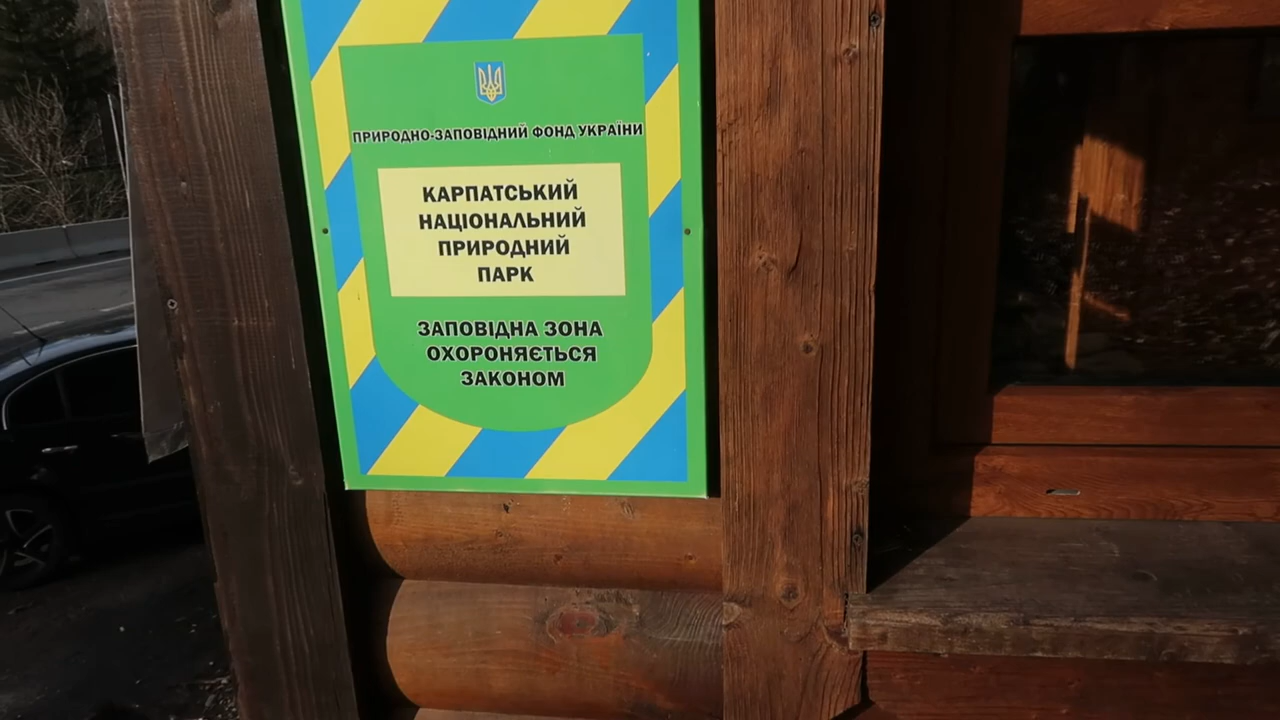 ПРИРОДНО-ЗАПОВІДНИЙ ФОНД УКРАЇНИ
КАРПАТСЬКИЙ
НАЦІОНАЛЬНИЙ
ПРИРОДНИЙ
ПАРК
ЗАПОВІДНА ЗОНА
ОХОРОНЯЄТЬСЯ
ЗАКОНОМ